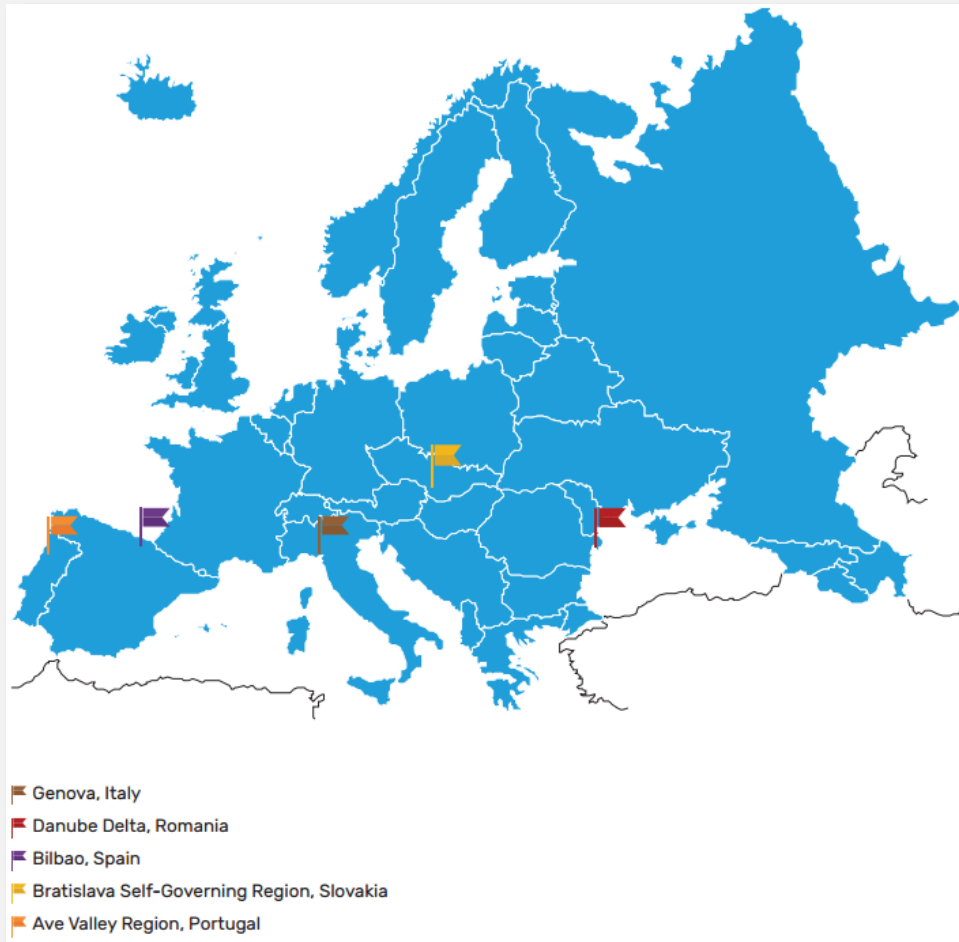 Genova, Italy
Danube Delta, Romania
Bilbao, Spain
Bratislava Self-Governing Region, Slovakia
Ave Valley Region, Portugal